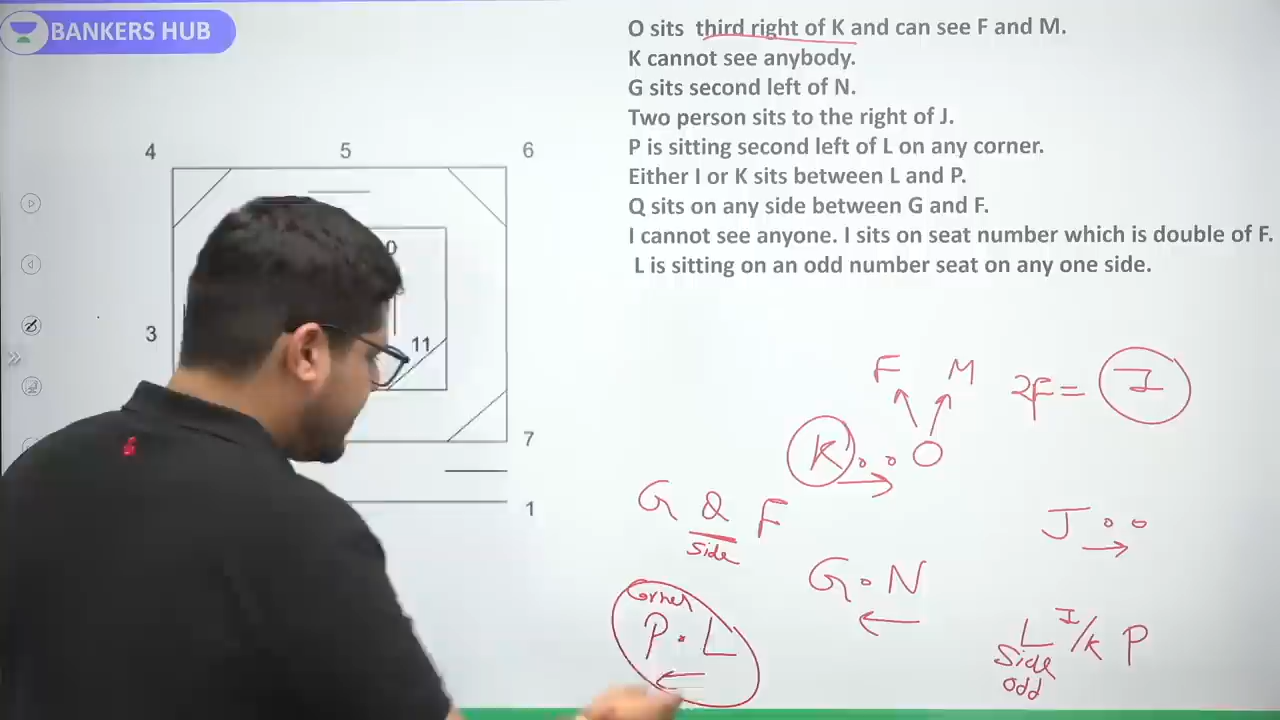 BANKERS HUB
O sits third right of K and can see F and M.
K cannot see anybody.
G sits second left of N.
Two person sits to the right of J.
P is sitting second left of L on any corner.
Either I or K sits between L and P.
Q sits on any side between G and F.
I cannot see anyone. I sits on seat number which is double of F.
L is sitting on an odd number seat on any one side.
4 5 6
3
11
7
1
F M 2F = I
K O
G Q F
side
J
G N
Corner
P L
L I/K P
Side
odd